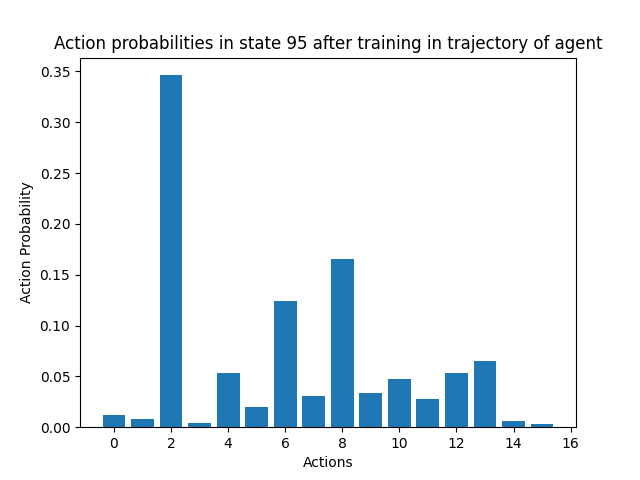 Action probabilities in state 95 after training in trajectory of agent
0.35
0.30
0.25
0.20
0.15
0.10
0.05
0.00
Action Probability
0 2 4 6 8 10 12 14 16
Actions